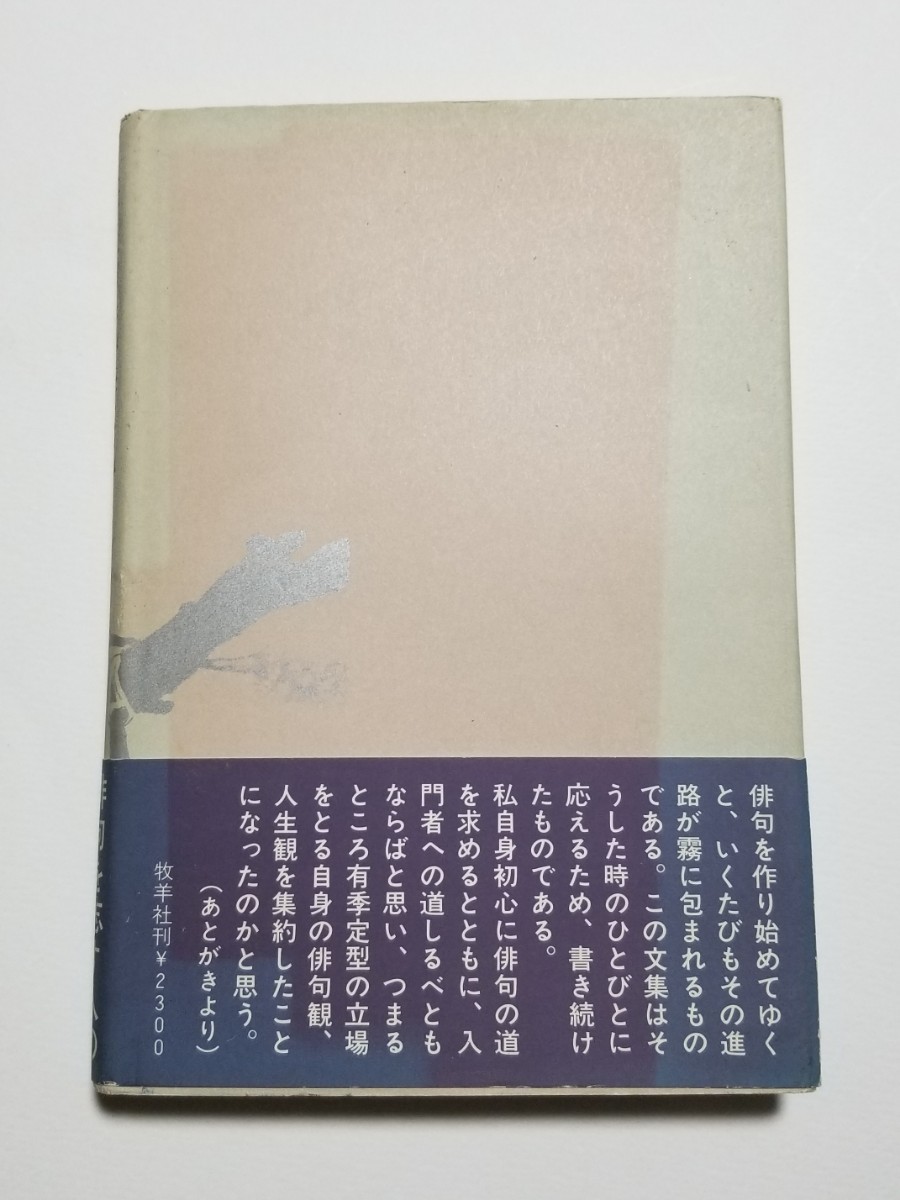 俳句を作り始めてゆく
と、いくたびもその進
路が霧に包まれるもの
である。この文集はそ
うした時のひとびとに
応えるため、書き続け
たものである。
私自身初心に俳句の道
を求めるとともに、入
門者への道しるべとも
ならばと思い、つまる
ところ有季定型の立場
をとる自身の俳句観、
人生観を集約したこと
になったのかと思う。
（あとがきより）
牧羊社刊￥2300